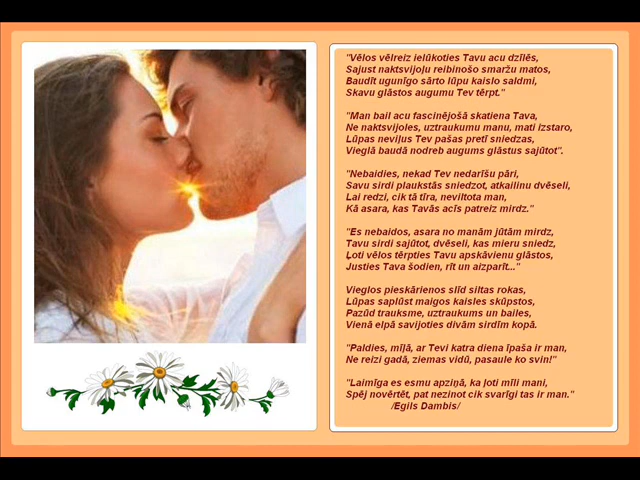 "Vēlos vēlreiz ielūkoties Tavu acu dzīlēs,
Sajust naktsvijoļu reibinošo smaržu matos,
Baudīt ugunīgo sārto lūpu kaislo saldmi,
Skavu glāstos augumu Tev tērpt."
"Man bail acu fascinējošā skatiena Tava,
Ne naktsvijoles, uztraukumu manu, mati izstaro,
Lūpas neviļus Tev pašas pretī sniedzas,
Vieglā baudā nodreb augums glāstus sajūtot".
"Nebaidies, nekad Tev nedarīšu pāri,
Savu sirdi plaukstās sniedzot, atkailinu dvēseli,
Lai redzi, cik tā tīra, neviltota man,
Kā asara, kas Tavās acīs patreiz mirdz."
"Es nebaidos, asara no manām jūtām mirdz,
Tavu sirdi sajūtot, dvēseli, kas mieru sniedz,
Ļoti vēlos tērpties Tavu apskāvienu glāstos,
Justies Tava šodien, rīt un aizparīt..."
Vieglos pieskārienos slīd siltas rokas,
Lūpas saplūst maigos kaisles skūpstos,
Pazūd trauksme, uztraukums un bailes,
Vienā elpā savijoties divām sirdīm kopā.
"Paldies, mīļā, ar Tevi katra diena īpaša ir man,
Ne reizi gadā, ziemas vidū, pasaule ko svin!"
"Laimīga es esmu apziņā, ka ļoti mīli mani,
Spēj novērtēt, pat nezinot cik svarīgi tas ir man."
/Egils Dambis/